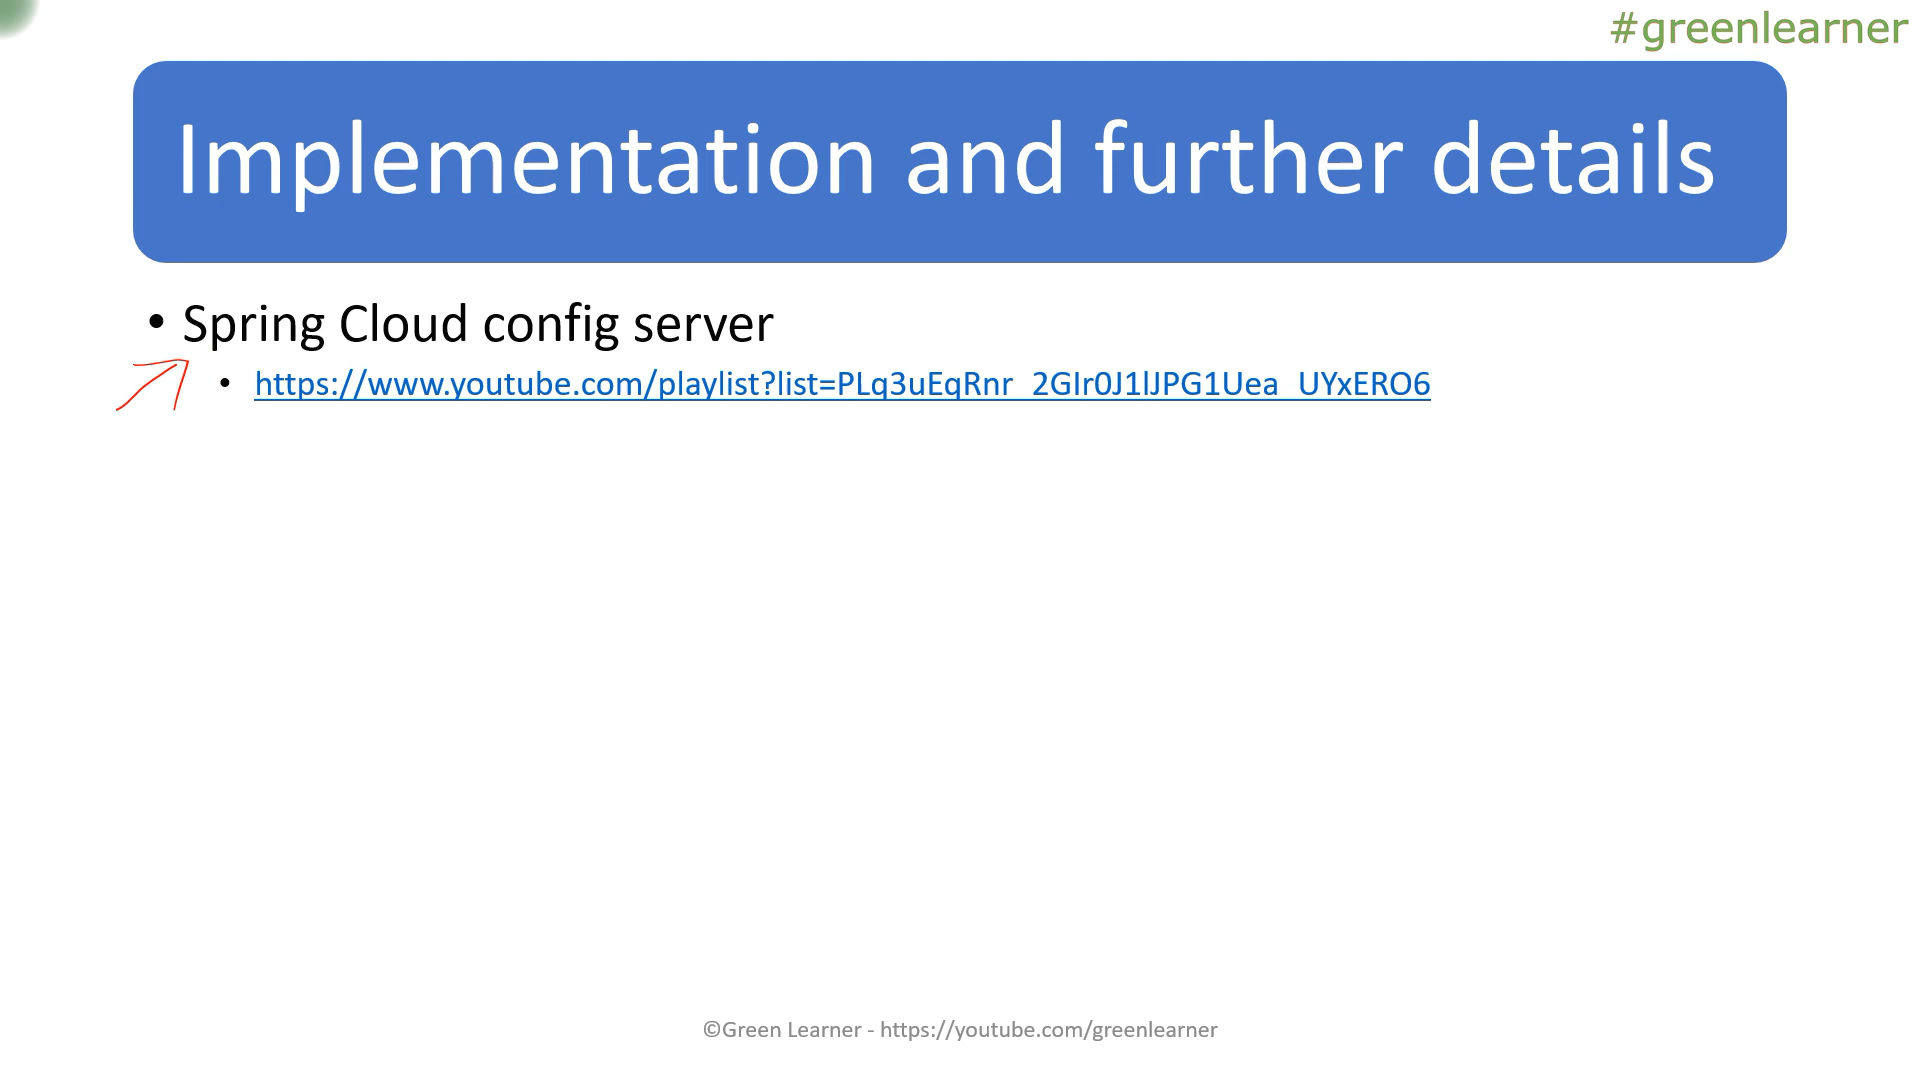 #greenlearner
Implementation and further details
• Spring Cloud config server
• https://www.youtube.com/playlist?list=PLq3uEqRnr_2GIr0J1lJPG1Uea_UYxERO6
©Green Learner - https://youtube.com/greenlearner